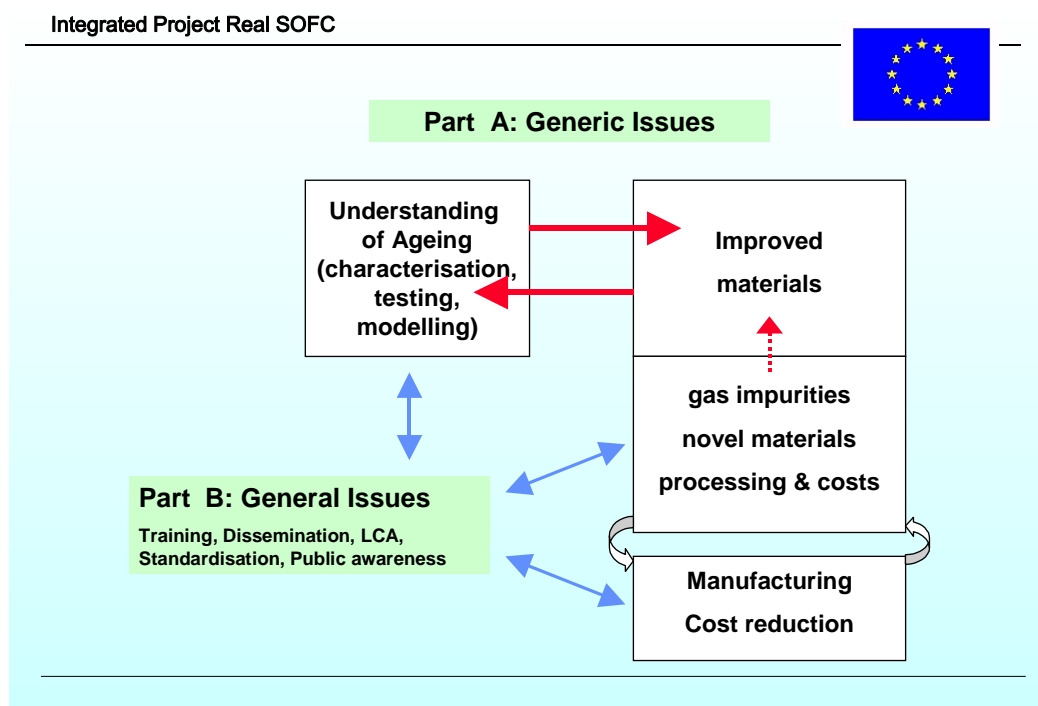 Integrated Project Real SOFC
Part A: Generic Issues
Understanding
of Ageing
(characterisation,
testing,
modelling)
Improved
materials
gas impurities
novel materials
processing & costs
Part B: General Issues
Training, Dissemination, LCA,
Standardisation, Public awareness
Manufacturing
Cost reduction